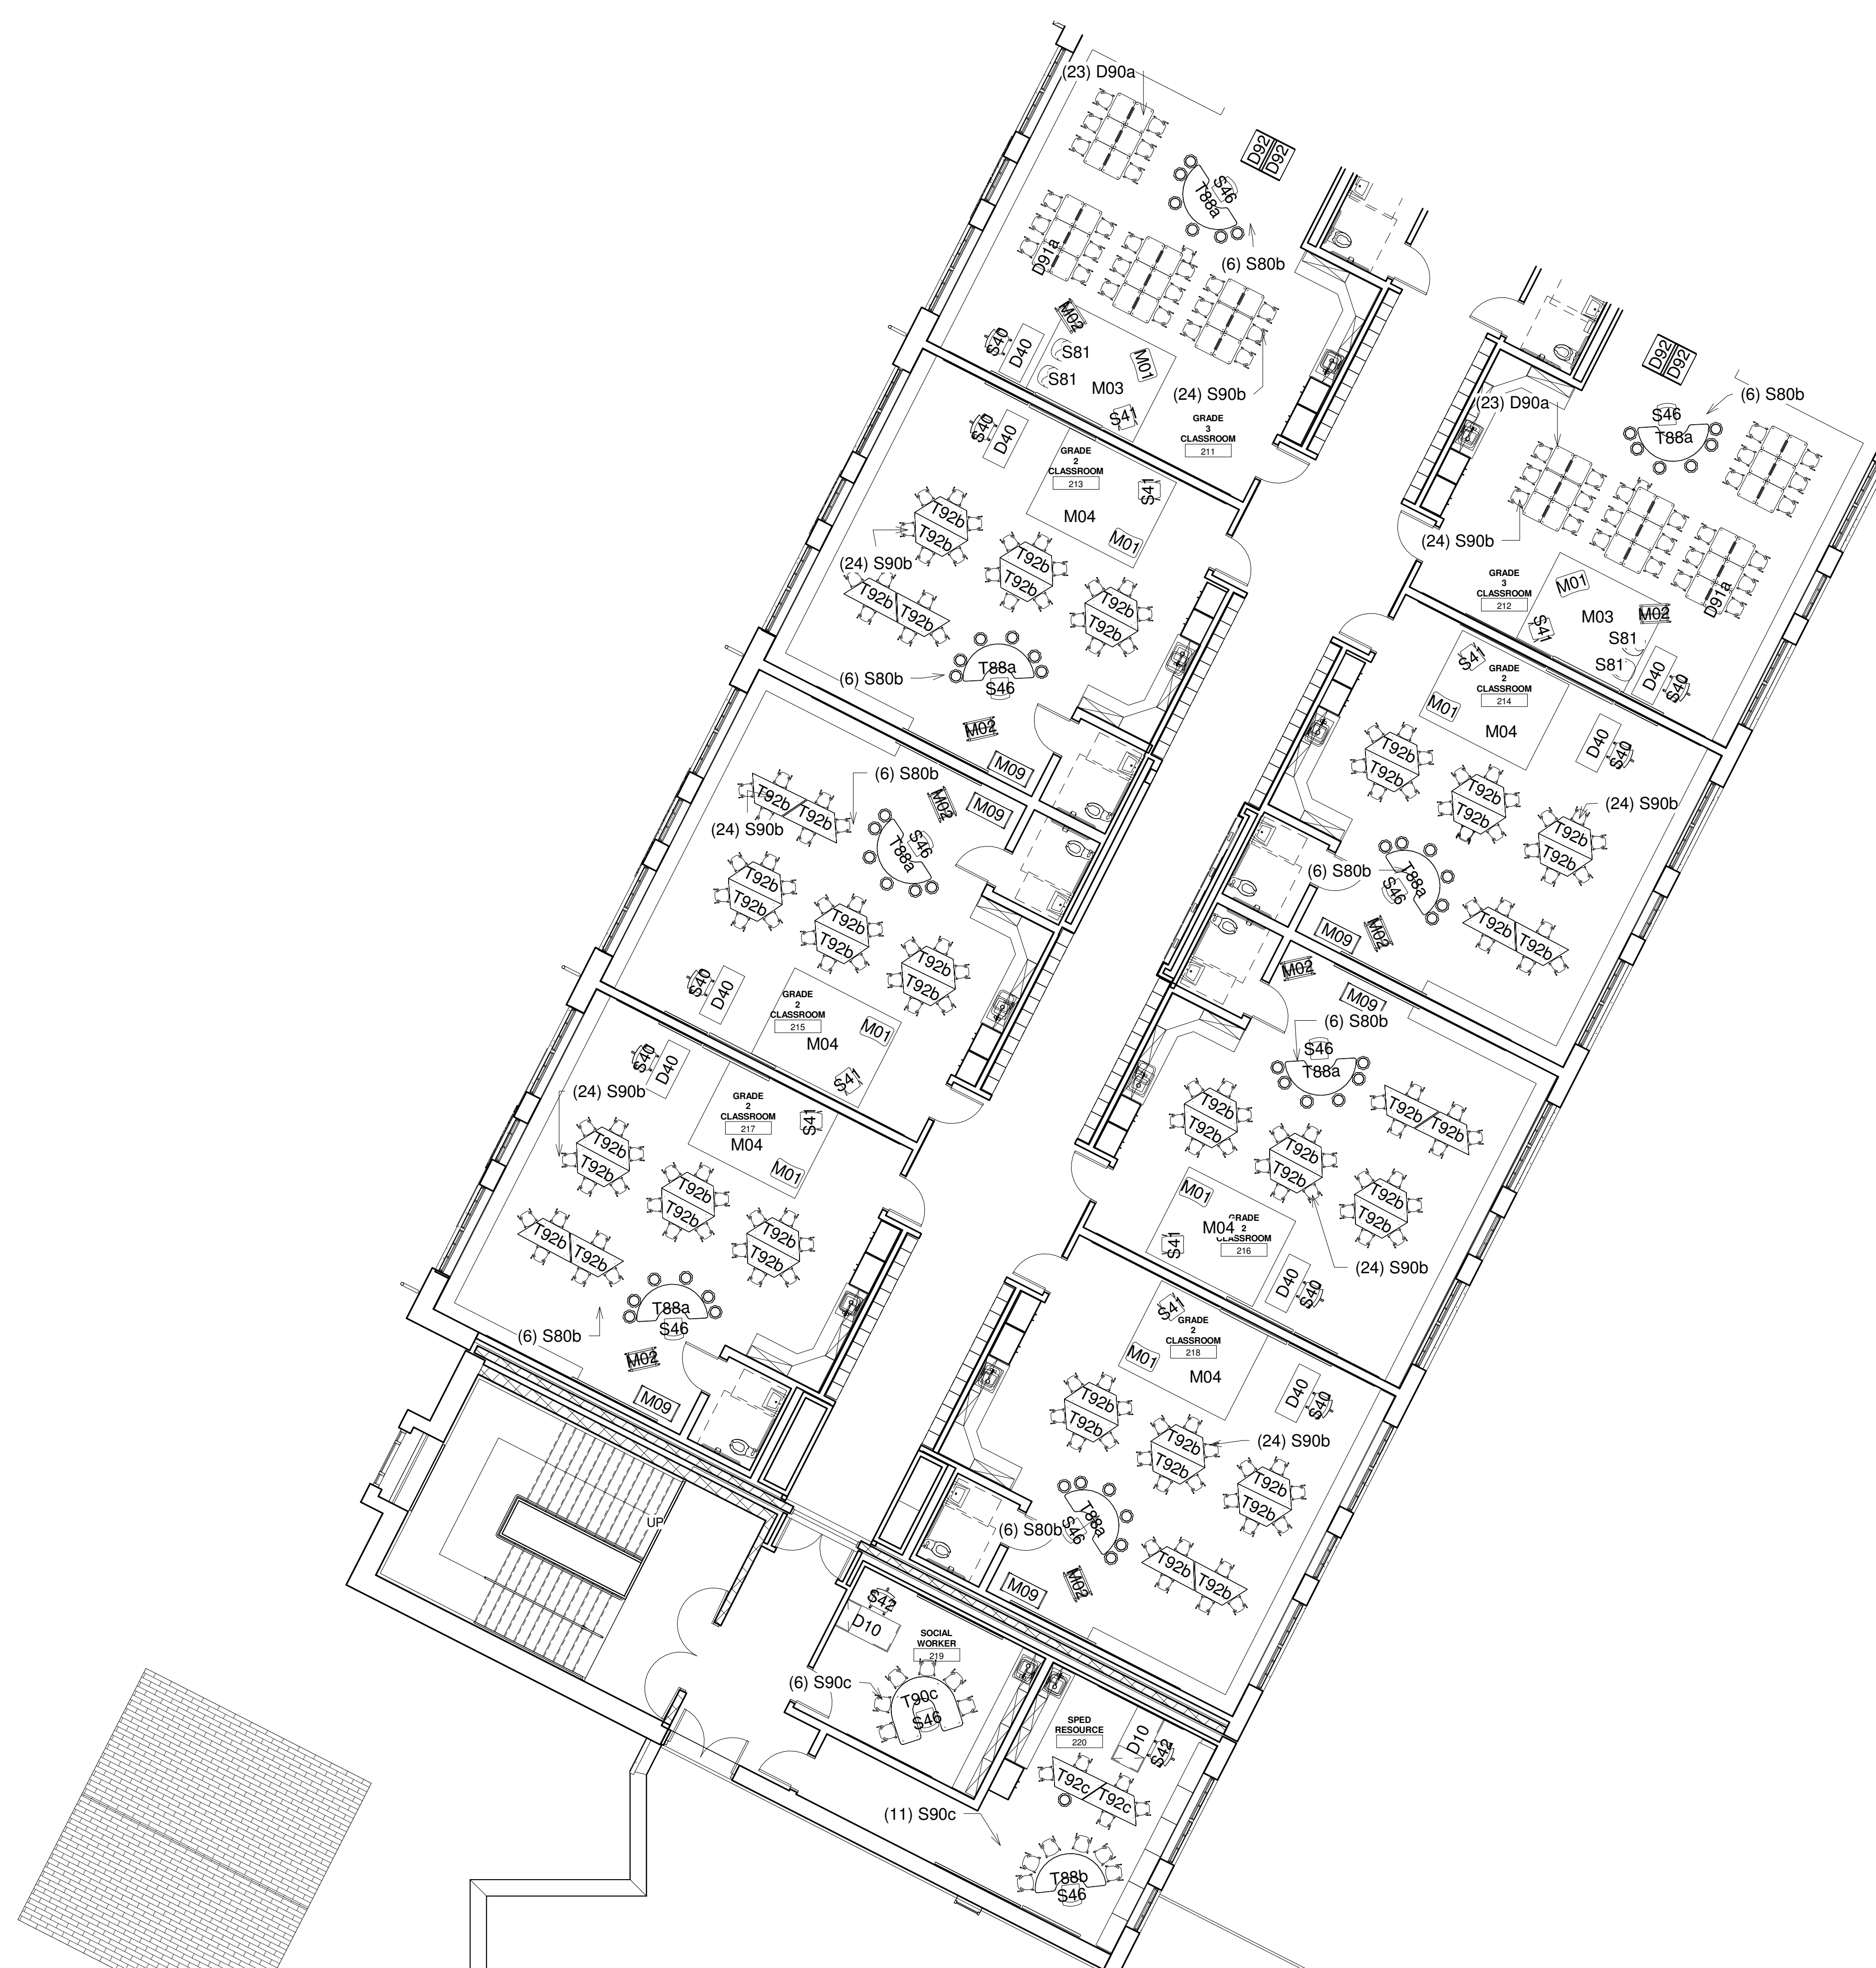 (23) D90a
D92
D92
S46
T88a
(6) S80b
D91a
M02
S40
D40
S81
S81
M03
M01
S41
(24) S90b
GRADE
3
CLASSROOM
211
D92
D92
(6) S80b
(23) D90a
S46
T88a
(24) S90b
GRADE
3
CLASSROOM
212
M01
M03
M02
D91a
S41
S81
S81
D40
S40
S40
D40
GRADE
2
CLASSROOM
213
S41
M04
M01
T92b
T92b
(24) S90b
T92b
T92b
T92b
T92b
T92b
T92b
(6) S80b
T88a
S46
M02
M09
S41
GRADE
2
CLASSROOM
214
M01
M04
D40
S40
T92b
T92b
T92b
T92b
(24) S90b
T92b
T92b
(6) S80b
T88a
S46
T92b
T92b
M09
M02
(6) S80b
T92b
T92b
M02
M09
(24) S90b
S46
T88a
T92b
T92b
T92b
T92b
T92b
T92b
S40
D40
GRADE
2
CLASSROOM
215
M01
M04
S41
M02
M09
(6) S80b
S46
T88a
T92b
T92b
T92b
T92b
T92b
T92b
T92b
T92b
M01
M04
GRADE
2
CLASSROOM
216
S41
(24) S90b
D40
S40
S40
D40
(24) S90b
GRADE
2
CLASSROOM
217
S41
M04
M01
T92b
T92b
T92b
T92b
T92b
T92b
T92b
T92b
(6) S80b
T88a
S46
M02
M09
S41
GRADE
2
CLASSROOM
218
M01
M04
D40
S40
T92b
T92b
T92b
T92b
(24) S90b
T92b
T92b
(6) S80b
T88a
S46
T92b
T92b
M09
M02
UP
S42
D10
SOCIAL
WORKER
219
(6) S90c
T90c
S46
SPED
RESOURCE
220
D10
S42
T92c
T92c
(11) S90c
T88b
S46